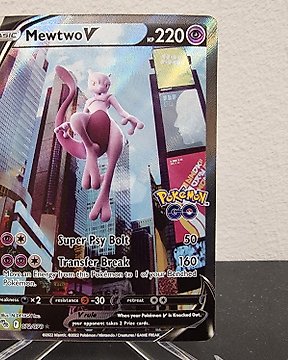 BASIC Mewtwo V HP 220
POKÉMON
GO
Super Psy Bolt 50
Transfer Break 160
Move an Energy from this Pokémon to 1 of your Benched
Pokémon.
weakness ×2 resistance -30 retreat
V rule
When your Pokémon V is Knocked Out,
your opponent takes 2 Prize cards.
©2022 Pokémon / Nintendo / Creatures / GAME FREAK